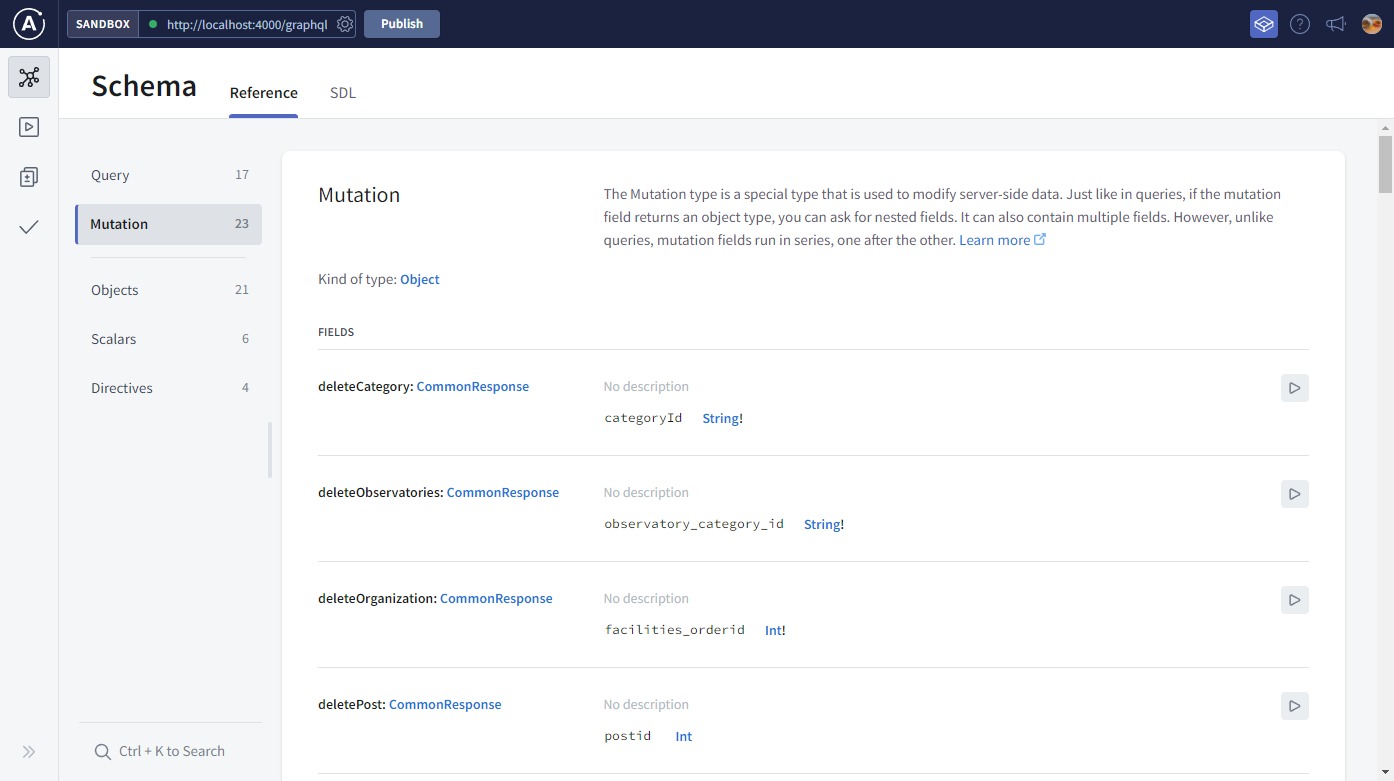 A
SANDBOX
http://localhost:4000/graphql
Publish
?
Schema
Reference
SDL
Query 17
Mutation 23
Objects 21
Scalars 6
Directives 4
Ctrl + K to Search
Mutation
The Mutation type is a special type that is used to modify server-side data. Just like in queries, if the mutation
field returns an object type, you can ask for nested fields. It can also contain multiple fields. However, unlike
queries, mutation fields run in series, one after the other. Learn more
Kind of type: Object
FIELDS
deleteCategory: CommonResponse
No description
categoryId String!
deleteObservatories: CommonResponse
No description
observatory_category_id String!
deleteOrganization: CommonResponse
No description
facilities_orderid Int!
deletePost: CommonResponse
No description
postid Int